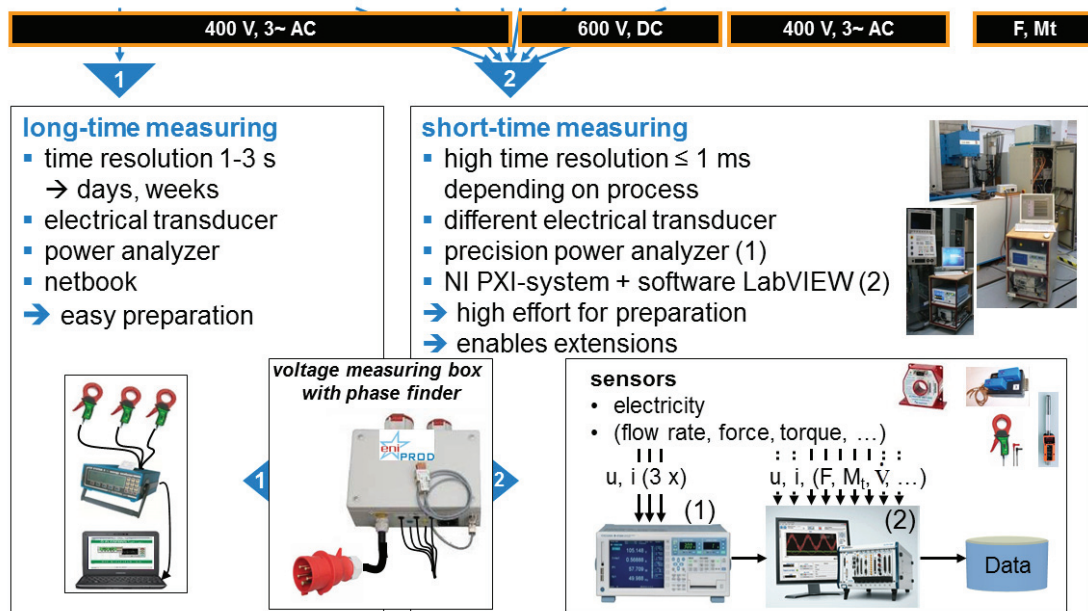 400 V, 3~ AC
600 V, DC
400 V, 3~ AC
F, Mt
1
2
long-time measuring
▪ time resolution 1-3 s
→ days, weeks
▪ electrical transducer
▪ power analyzer
▪ netbook
→ easy preparation
short-time measuring
▪ high time resolution ≤ 1 ms
depending on process
▪ different electrical transducer
▪ precision power analyzer (1)
▪ NI PXI-system + software LabVIEW (2)
→ high effort for preparation
→ enables extensions
voltage measuring box
with phase finder
eni
PROD
1
2
sensors
• electricity
• (flow rate, force, torque, …)
u, i (3 x)
u, i, (F, Mₜ, V̇, …)
(1)
(2)
Data